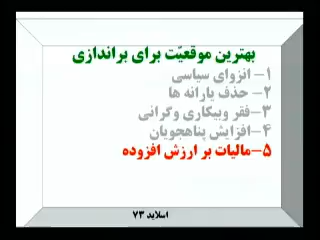 بهترین موقعیّت برای براندازی
۱- انزوای سیاسی
۲- حذف یارانه ها
۳-فقر وبیکاری وگرانی
۴-افزایش پناهجویان
۵-مالیات بر ارزش افزوده
اسلاید ۷۳